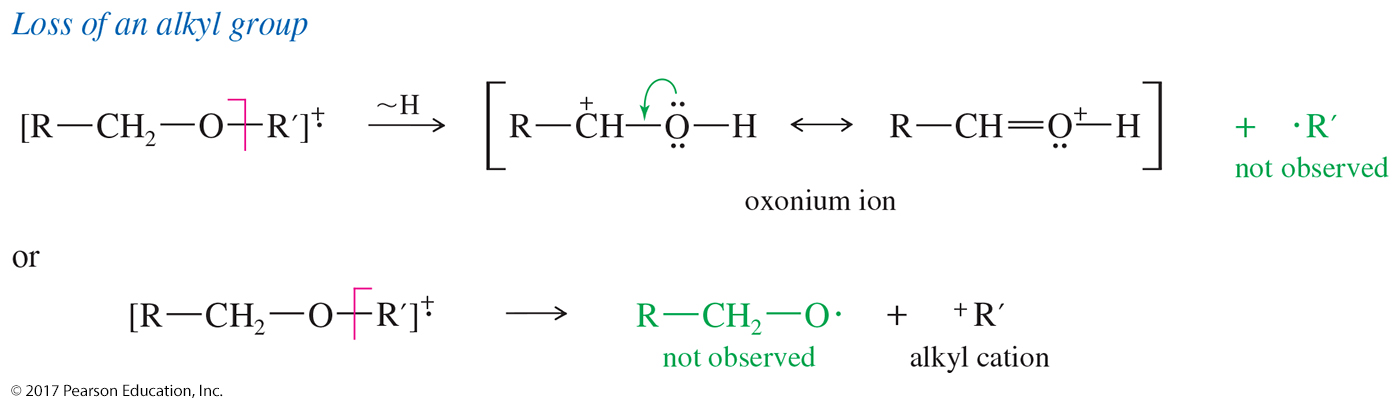 Loss of an alkyl group
[R—CH₂—O—R′]⁺• ~H → [R—C⁺H—Ö—H ↔ R—CH=O⁺—H] + ·R′
not observed
oxonium ion
or
[R—CH₂—O—R′]⁺• → R—CH₂—O· + ⁺R′
not observed alkyl cation
© 2017 Pearson Education, Inc.